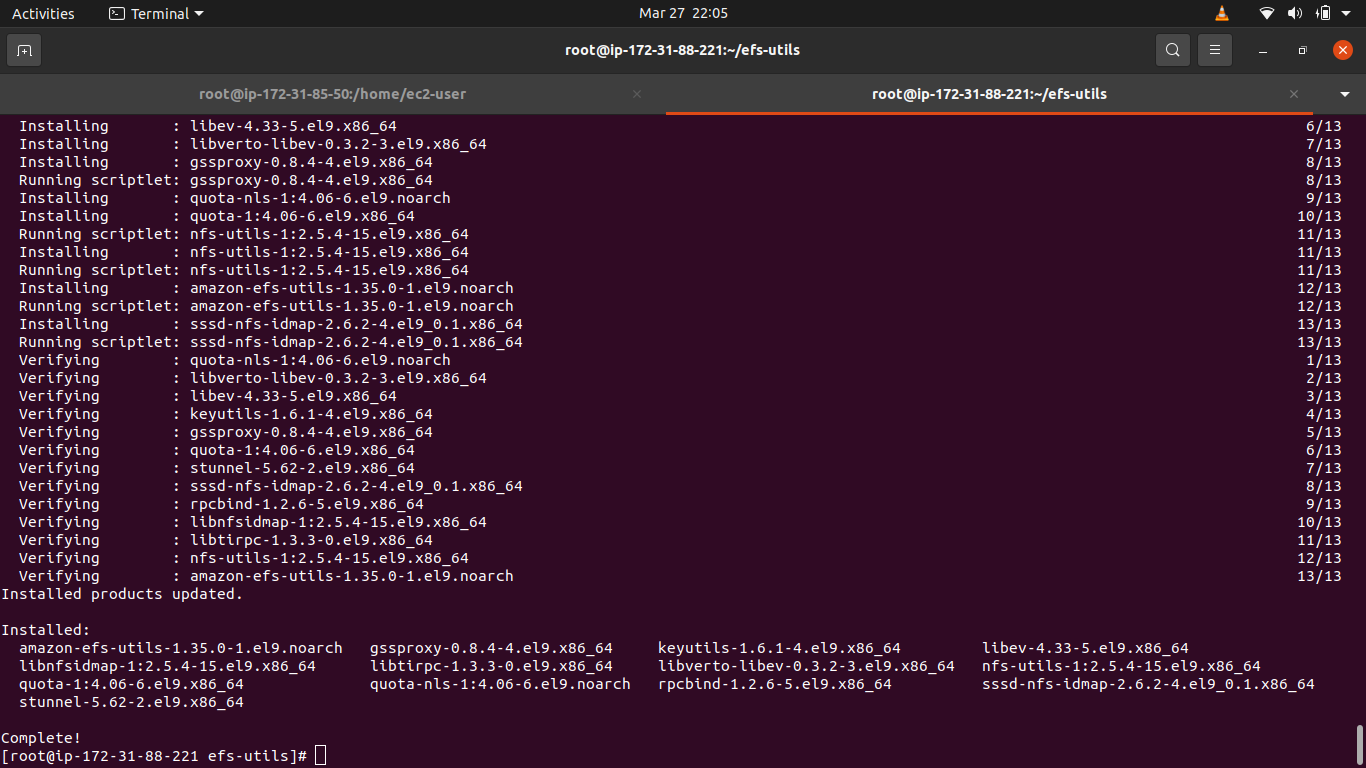 Activities Terminal Mar 27 22:05
root@ip-172-31-88-221:~/efs-utils
root@ip-172-31-85-50:/home/ec2-user root@ip-172-31-88-221:~/efs-utils
Installing : libev-4.33-5.el9.x86_64 6/13
Installing : libverto-libev-0.3.2-3.el9.x86_64 7/13
Installing : gssproxy-0.8.4-4.el9.x86_64 8/13
Running scriptlet: gssproxy-0.8.4-4.el9.x86_64 8/13
Installing : quota-nls-1:4.06-6.el9.noarch 9/13
Installing : quota-1:4.06-6.el9.x86_64 10/13
Running scriptlet: nfs-utils-1:2.5.4-15.el9.x86_64 11/13
Installing : nfs-utils-1:2.5.4-15.el9.x86_64 11/13
Running scriptlet: nfs-utils-1:2.5.4-15.el9.x86_64 11/13
Installing : amazon-efs-utils-1.35.0-1.el9.noarch 12/13
Running scriptlet: amazon-efs-utils-1.35.0-1.el9.noarch 12/13
Installing : sssd-nfs-idmap-2.6.2-4.el9_0.1.x86_64 13/13
Running scriptlet: sssd-nfs-idmap-2.6.2-4.el9_0.1.x86_64 13/13
Verifying : quota-nls-1:4.06-6.el9.noarch 1/13
Verifying : libverto-libev-0.3.2-3.el9.x86_64 2/13
Verifying : libev-4.33-5.el9.x86_64 3/13
Verifying : keyutils-1.6.1-4.el9.x86_64 4/13
Verifying : gssproxy-0.8.4-4.el9.x86_64 5/13
Verifying : quota-1:4.06-6.el9.x86_64 6/13
Verifying : stunnel-5.62-2.el9.x86_64 7/13
Verifying : sssd-nfs-idmap-2.6.2-4.el9_0.1.x86_64 8/13
Verifying : rpcbind-1.2.6-5.el9.x86_64 9/13
Verifying : libnfsidmap-1:2.5.4-15.el9.x86_64 10/13
Verifying : libtirpc-1.3.3-0.el9.x86_64 11/13
Verifying : nfs-utils-1:2.5.4-15.el9.x86_64 12/13
Verifying : amazon-efs-utils-1.35.0-1.el9.noarch 13/13
Installed products updated.
Installed:
amazon-efs-utils-1.35.0-1.el9.noarch gssproxy-0.8.4-4.el9.x86_64 keyutils-1.6.1-4.el9.x86_64 libev-4.33-5.el9.x86_64
libnfsidmap-1:2.5.4-15.el9.x86_64 libtirpc-1.3.3-0.el9.x86_64 libverto-libev-0.3.2-3.el9.x86_64 nfs-utils-1:2.5.4-15.el9.x86_64
quota-1:4.06-6.el9.x86_64 quota-nls-1:4.06-6.el9.noarch rpcbind-1.2.6-5.el9.x86_64 sssd-nfs-idmap-2.6.2-4.el9_0.1.x86_64
stunnel-5.62-2.el9.x86_64
Complete!
[root@ip-172-31-88-221 efs-utils]#